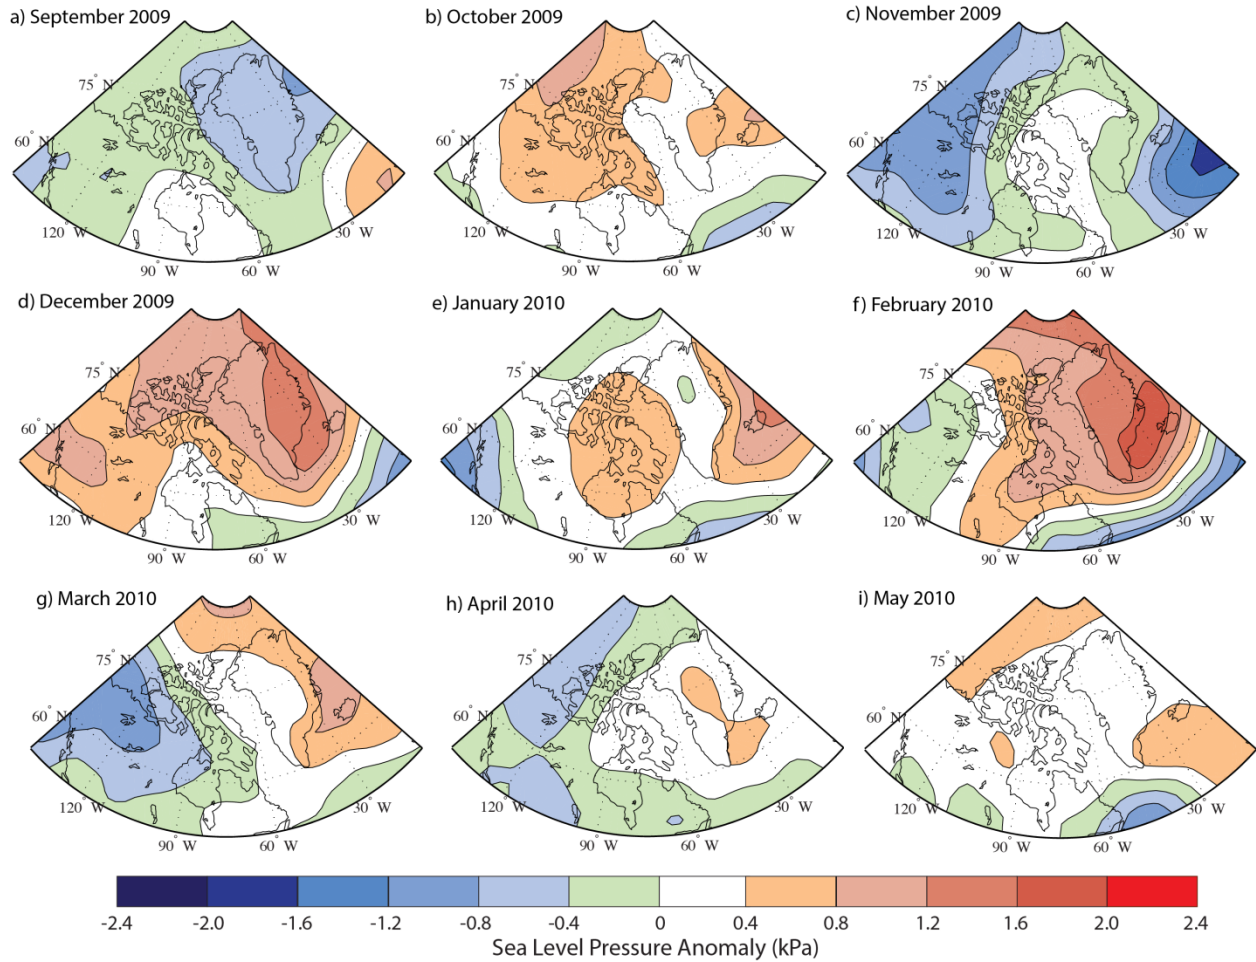 a) September 2009
b) October 2009
c) November 2009
75° N
75° N
75° N
60° N
60° N
60° N
120° W
30° W
120° W
30° W
120° W
30° W
90° W
60° W
90° W
60° W
90° W
60° W
d) December 2009
e) January 2010
f) February 2010
75° N
75° N
75° N
60° N
60° N
60° N
120° W
30° W
120° W
30° W
120° W
30° W
90° W
60° W
90° W
60° W
90° W
60° W
g) March 2010
h) April 2010
i) May 2010
75° N
75° N
75° N
60° N
60° N
60° N
120° W
30° W
120° W
30° W
120° W
30° W
90° W
60° W
90° W
60° W
90° W
60° W
-2.4 -2.0 -1.6 -1.2 -0.8 -0.4 0 0.4 0.8 1.2 1.6 2.0 2.4
Sea Level Pressure Anomaly (kPa)